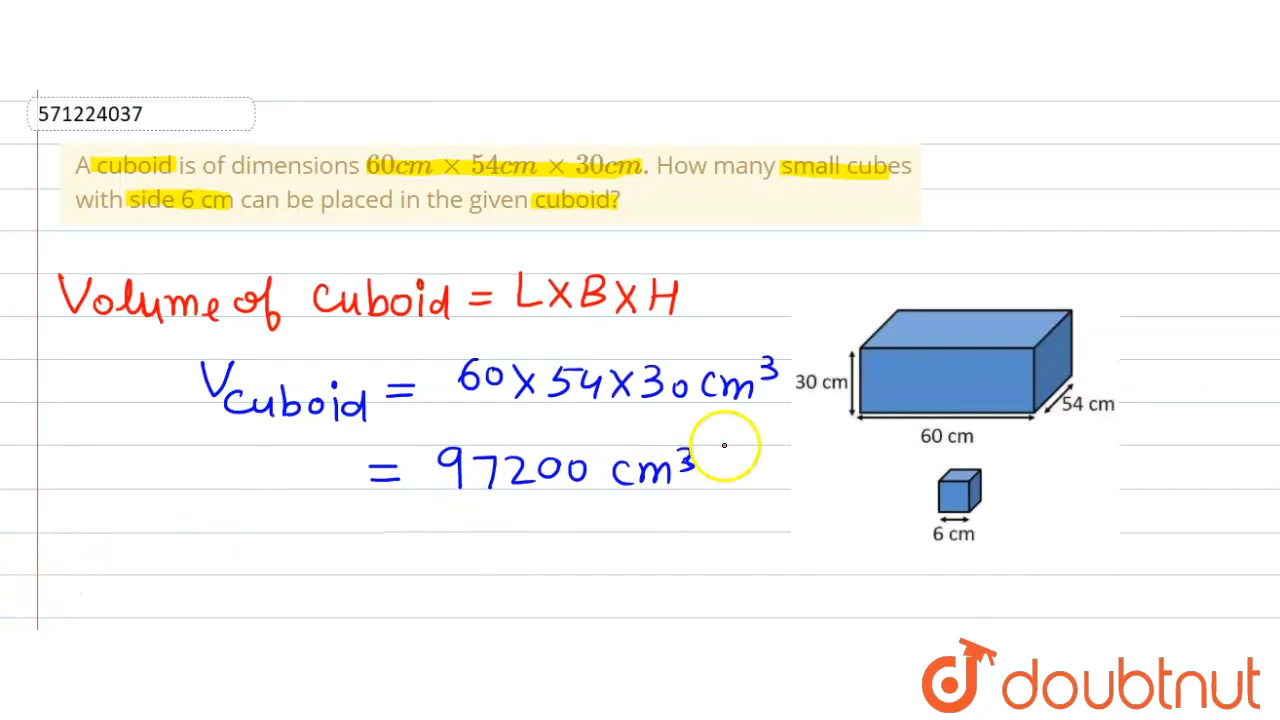 571224037
A cuboid is of dimensions 60cm × 54cm × 30cm. How many small cubes
with side 6 cm can be placed in the given cuboid?
Volume of cuboid = L×B×H
Vcuboid = 60×54×30 cm³
= 97200 cm³
30 cm
54 cm
60 cm
6 cm
doubtnut